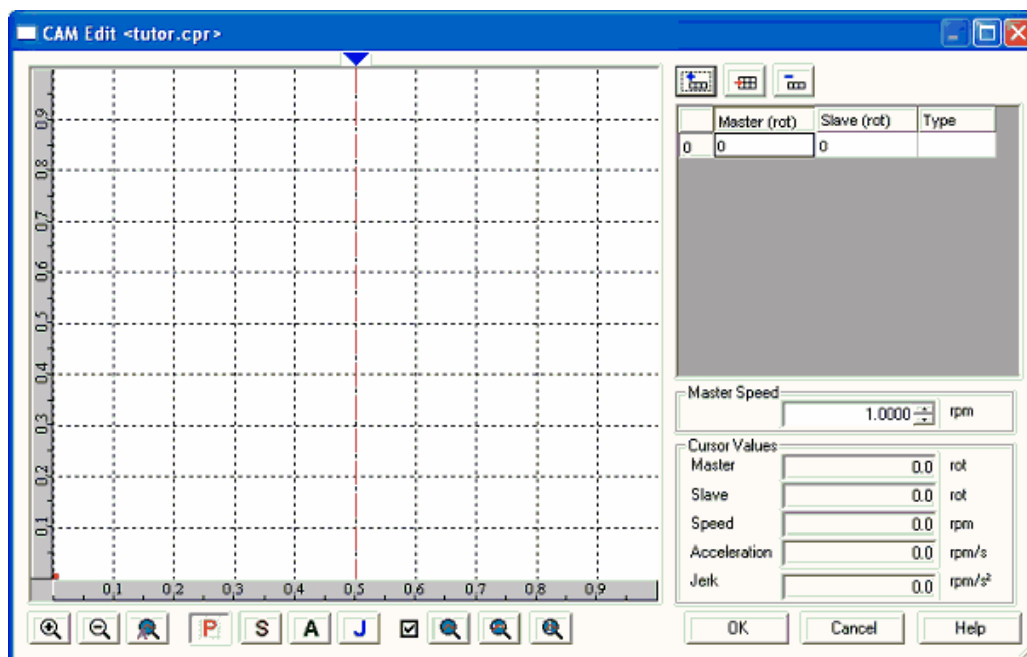 CAM Edit <tutor.cpr>
0,9
0,8
0,7
0,6
0,5
0,4
0,3
0,2
0,1
0,1 0,2 0,3 0,4 0,5 0,6 0,7 0,8 0,9
Master (rot) Slave (rot) Type
0 0 0
Master Speed
1.0000 rpm
Cursor Values
Master 0.0 rot
Slave 0.0 rot
Speed 0.0 rpm
Acceleration 0.0 rpm/s
Jerk 0.0 rpm/s²
P S A J OK Cancel Help